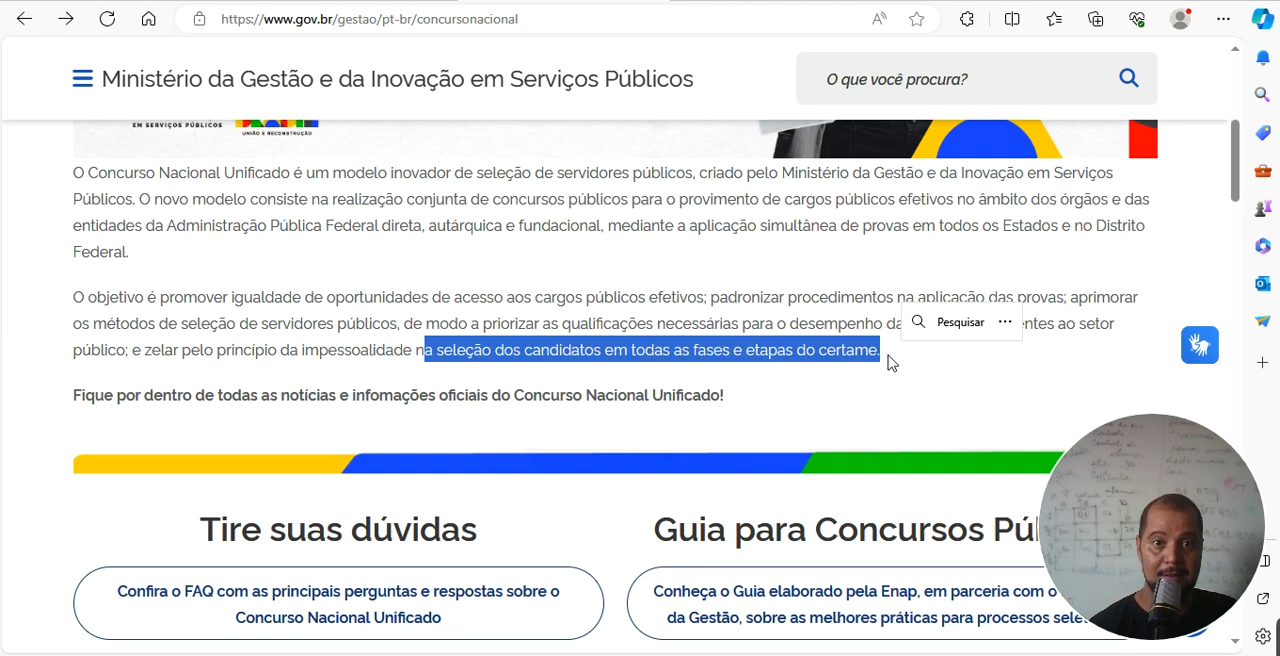 https://www.gov.br/gestao/pt-br/concursonacional
Ministério da Gestão e da Inovação em Serviços Públicos
O que você procura?
EM SERVIÇOS PÚBLICOS
UNIÃO E RECONSTRUÇÃO
O Concurso Nacional Unificado é um modelo inovador de seleção de servidores públicos, criado pelo Ministério da Gestão e da Inovação em Serviços
Públicos. O novo modelo consiste na realização conjunta de concursos públicos para o provimento de cargos públicos efetivos no âmbito dos órgãos e das
entidades da Administração Pública Federal direta, autárquica e fundacional, mediante a aplicação simultânea de provas em todos os Estados e no Distrito
Federal.
O objetivo é promover igualdade de oportunidades de acesso aos cargos públicos efetivos; padronizar procedimentos na aplicação das provas; aprimorar
os métodos de seleção de servidores públicos, de modo a priorizar as qualificações necessárias para o desempenho da entes ao setor
Pesquisar
público; e zelar pelo princípio da impessoalidade na seleção dos candidatos em todas as fases e etapas do certame.
Fique por dentro de todas as notícias e infomações oficiais do Concurso Nacional Unificado!
Tire suas dúvidas
Guia para Concursos Pú
Confira o FAQ com as principais perguntas e respostas sobre o
Concurso Nacional Unificado
Conheça o Guia elaborado pela Enap, em parceria com o
da Gestão, sobre as melhores práticas para processos sele